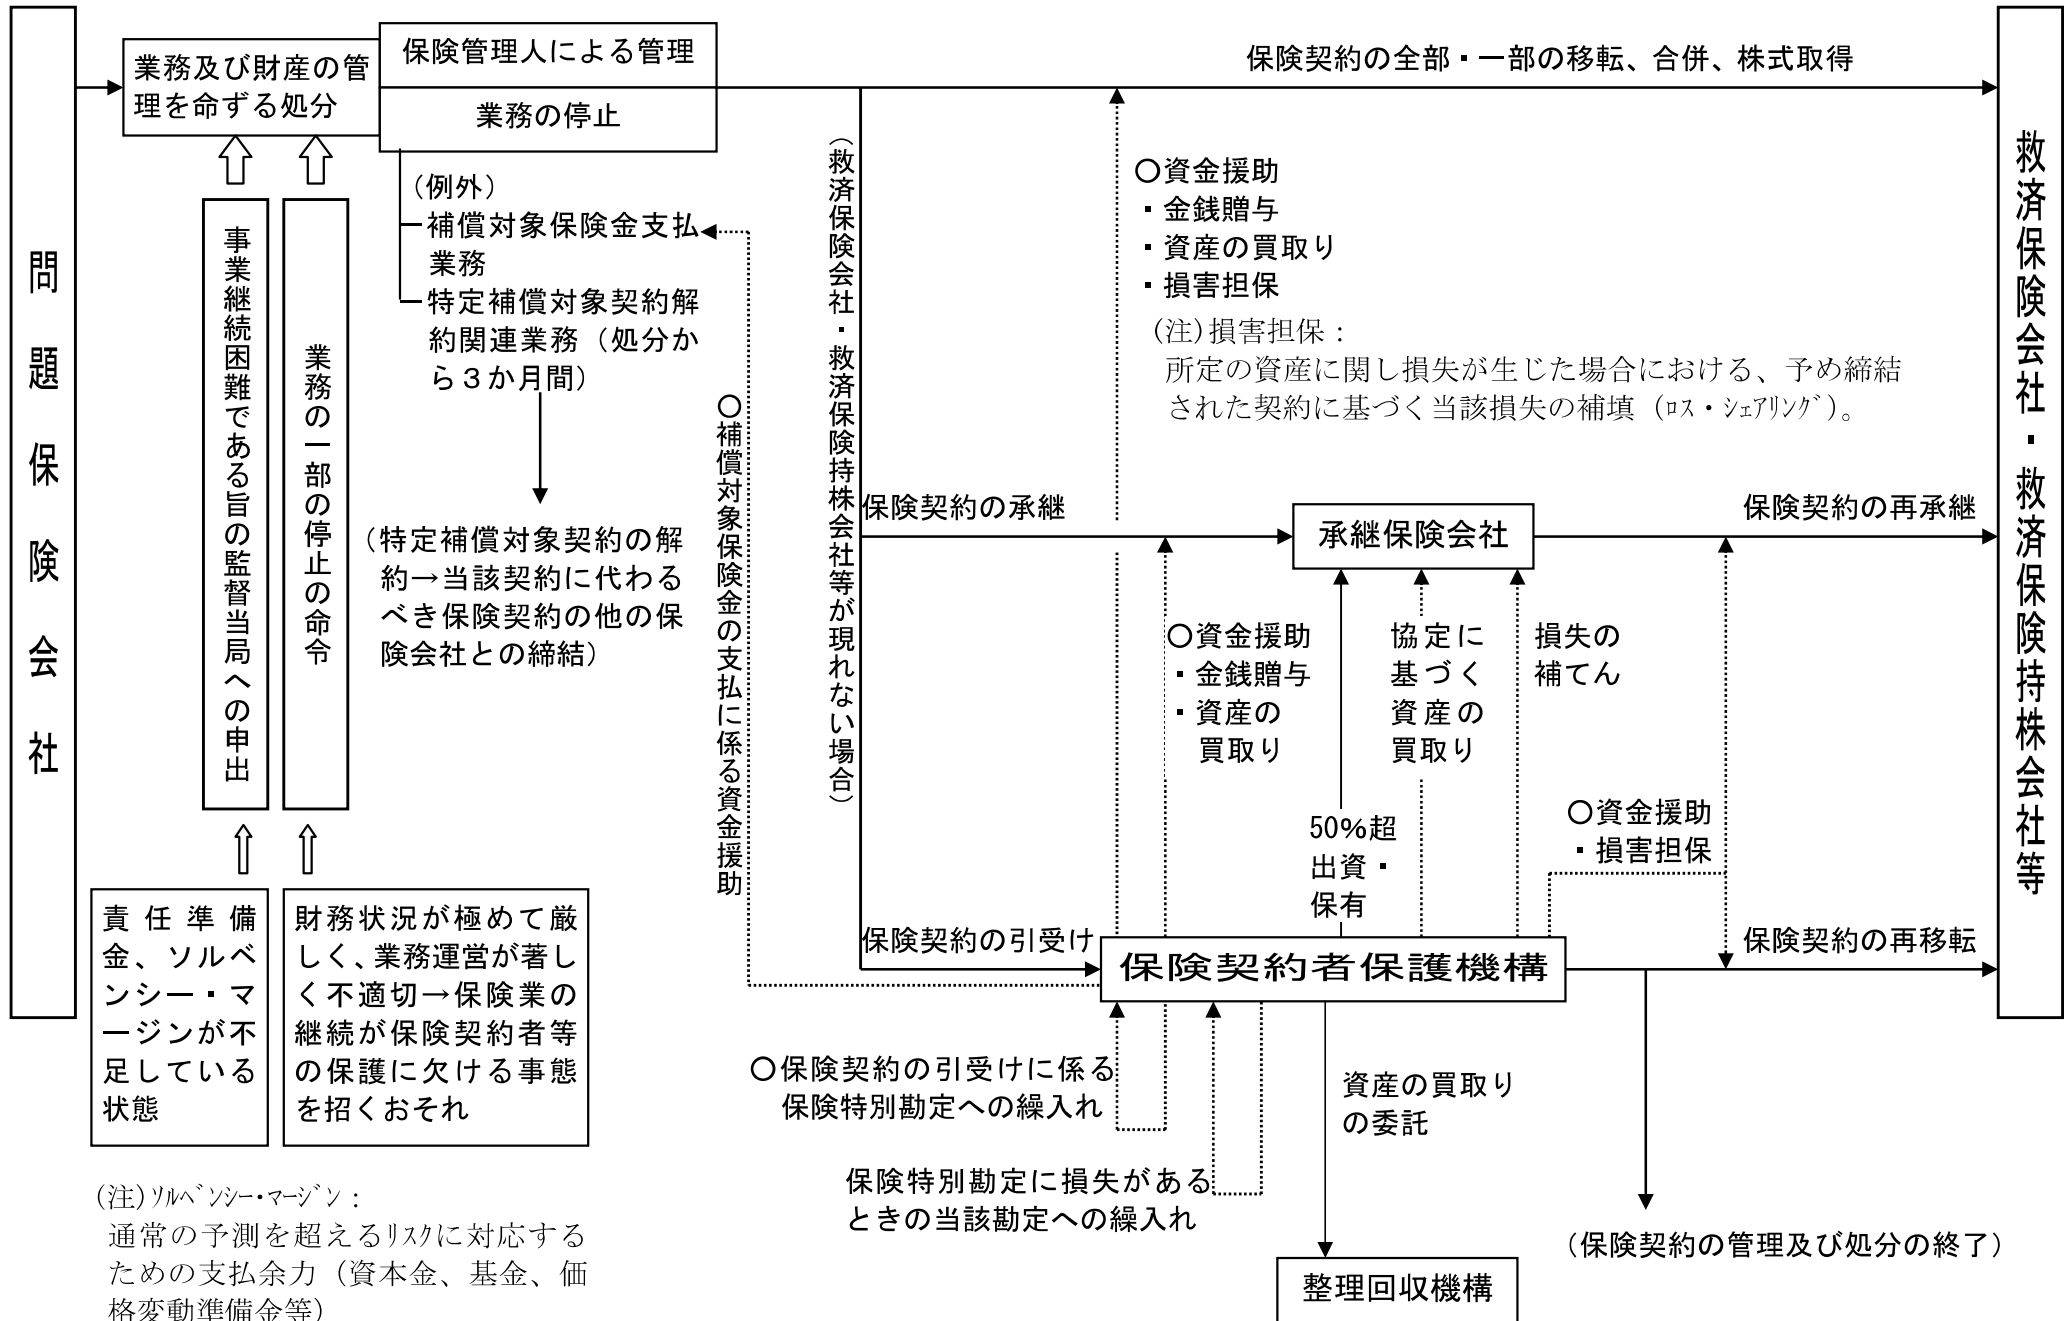 問題保険会社
業務及び財産の管
理を命ずる処分
保険管理人による管理
業務の停止
(例外)
補償対象保険金支払
業務
特定補償対象契約解
約関連業務(処分か
ら3か月間)
(特定補償対象契約の解
約→当該契約に代わる
べき保険契約の他の保
険会社との締結)
事業継続困難である旨の監督当局への申出
業務の一部の停止の命令
責任準備
金、ソルベ
ンシー・マ
ージンが不
足している
状態
財務状況が極めて厳
しく、業務運営が著し
く不適切→保険業の
継続が保険契約者等
の保護に欠ける事態
を招くおそれ
(注)ソルベンシー・マージン:
通常の予測を超えるリスクに対応する
ための支払余力(資本金、基金、価
格変動準備金等)
○補償対象保険金の支払に係る資金援助
(救済保険会社・救済保険持株会社等が現れない場合)
保険契約の全部・一部の移転、合併、株式取得
○資金援助
・金銭贈与
・資産の買取り
・損害担保
(注)損害担保:
所定の資産に関し損失が生じた場合における、予め締結
された契約に基づく当該損失の補填(ロス・シェアリング)。
保険契約の承継
承継保険会社
保険契約の再承継
○資金援助
・金銭贈与
・資産の
買取り
協定に
基づく
資産の
買取り
損失の
補てん
50%超
出資・
保有
○資金援助
・損害担保
保険契約の引受け
保険契約者保護機構
保険契約の再移転
○保険契約の引受けに係る
保険特別勘定への繰入れ
保険特別勘定に損失がある
ときの当該勘定への繰入れ
資産の買取り
の委託
整理回収機構
(保険契約の管理及び処分の終了)
救済保険会社・救済保険持株会社等